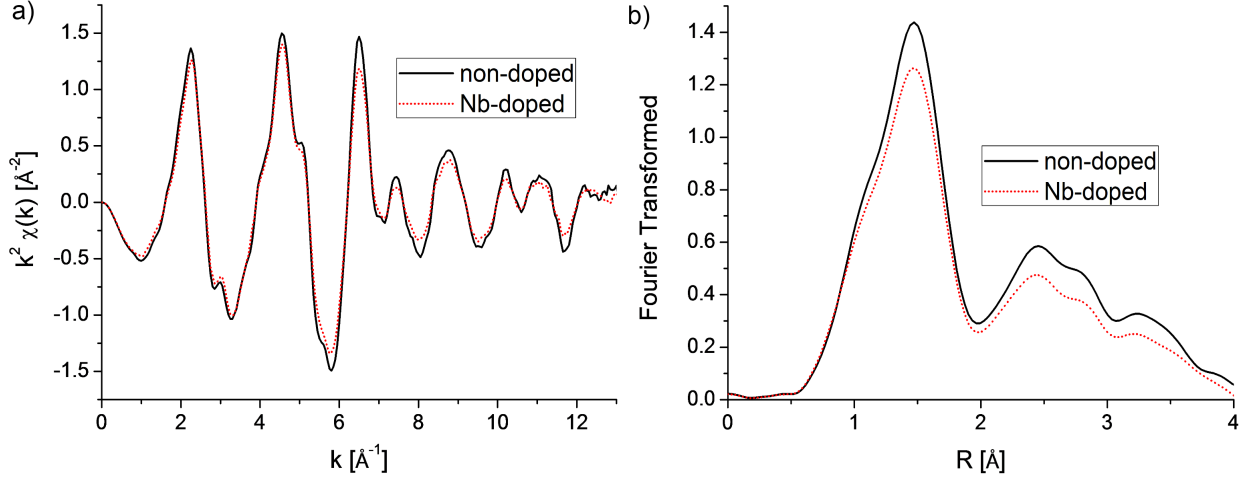 a)
1.5
1.0
0.5
0.0
-0.5
-1.0
-1.5
k² χ(k) [Å⁻²]
non-doped
Nb-doped
0 2 4 6 8 10 12
k [Å⁻¹]
b)
1.4
1.2
1.0
0.8
0.6
0.4
0.2
0.0
Fourier Transformed
non-doped
Nb-doped
0 1 2 3 4
R [Å]